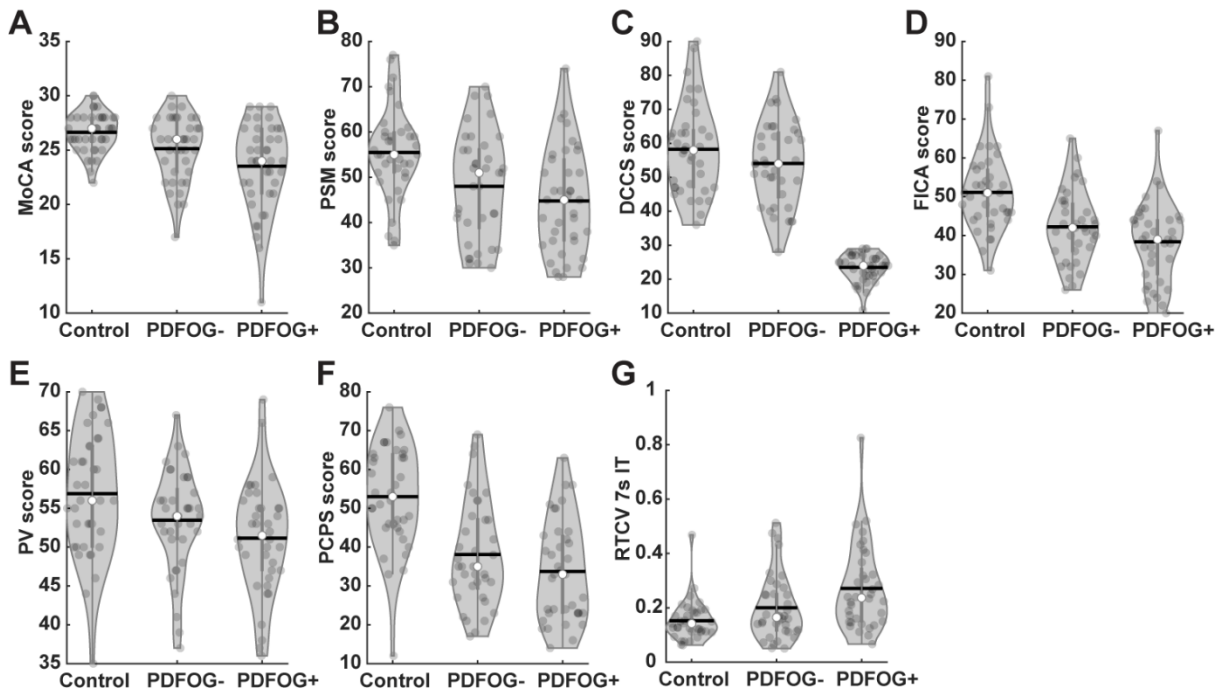 A
MoCA score
35
30
25
20
15
10
Control PDFOG- PDFOG+
B
PSM score
80
70
60
50
40
30
20
Control PDFOG- PDFOG+
C
DCCS score
90
80
70
60
50
40
30
20
10
Control PDFOG- PDFOG+
D
FICA score
90
80
70
60
50
40
30
20
Control PDFOG- PDFOG+
E
PV score
70
65
60
55
50
45
40
35
Control PDFOG- PDFOG+
F
PCPS score
80
70
60
50
40
30
20
10
Control PDFOG- PDFOG+
G
RTCV 7s IT
1
0.8
0.6
0.4
0.2
0
Control PDFOG- PDFOG+